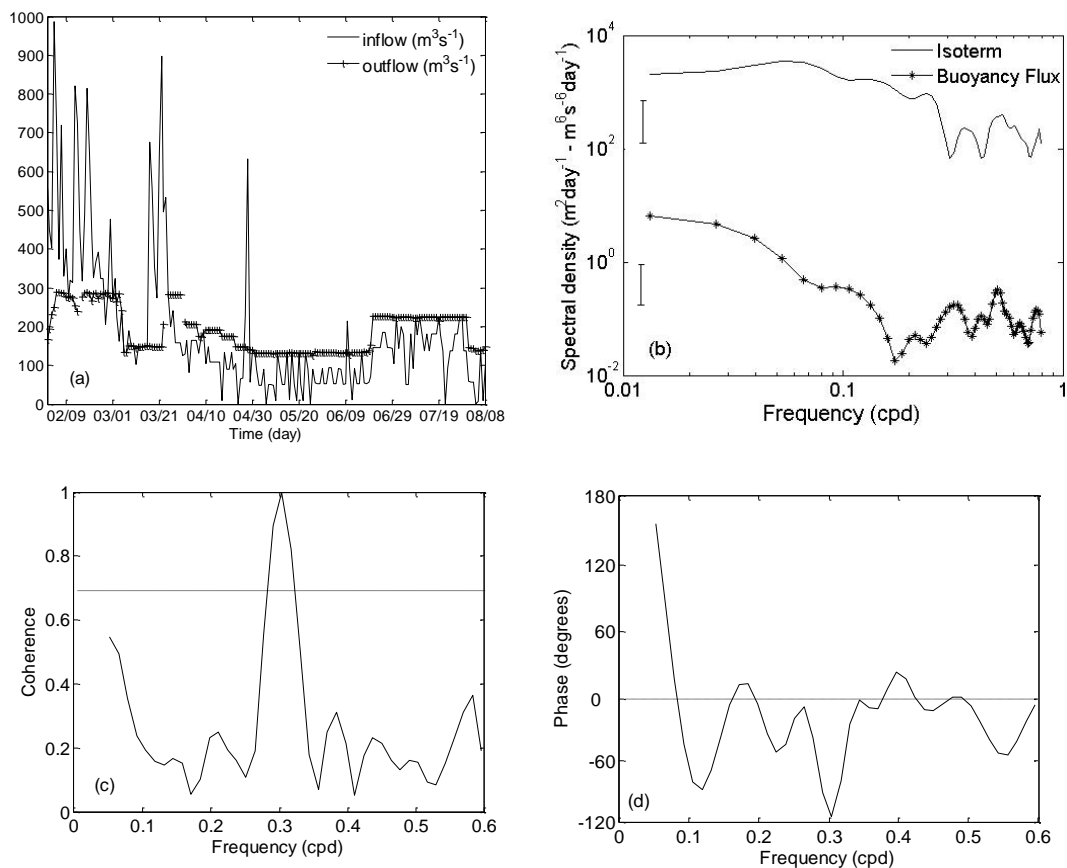 1000
900
800
700
600
500
400
300
200
100
0
inflow (m³s⁻¹)
outflow (m³s⁻¹)
(a)
02/09 03/01 03/21 04/10 04/30 05/20 06/09 06/29 07/19 08/08
Time (day)
Spectral density (m²day⁻¹ - m⁶s⁻⁶day⁻¹)
10⁴
10²
10⁰
10⁻²
Isoterm
Buoyancy Flux
(b)
0.01 0.1 1.0
Frequency (cpd)
Coherence
1
0.8
0.6
0.4
0.2
0
(c)
0 0.1 0.2 0.3 0.4 0.5 0.6
Frequency (cpd)
Phase (degrees)
180
120
60
0
-60
-120
(d)
0 0.1 0.2 0.3 0.4 0.5 0.6
Frequency (cpd)